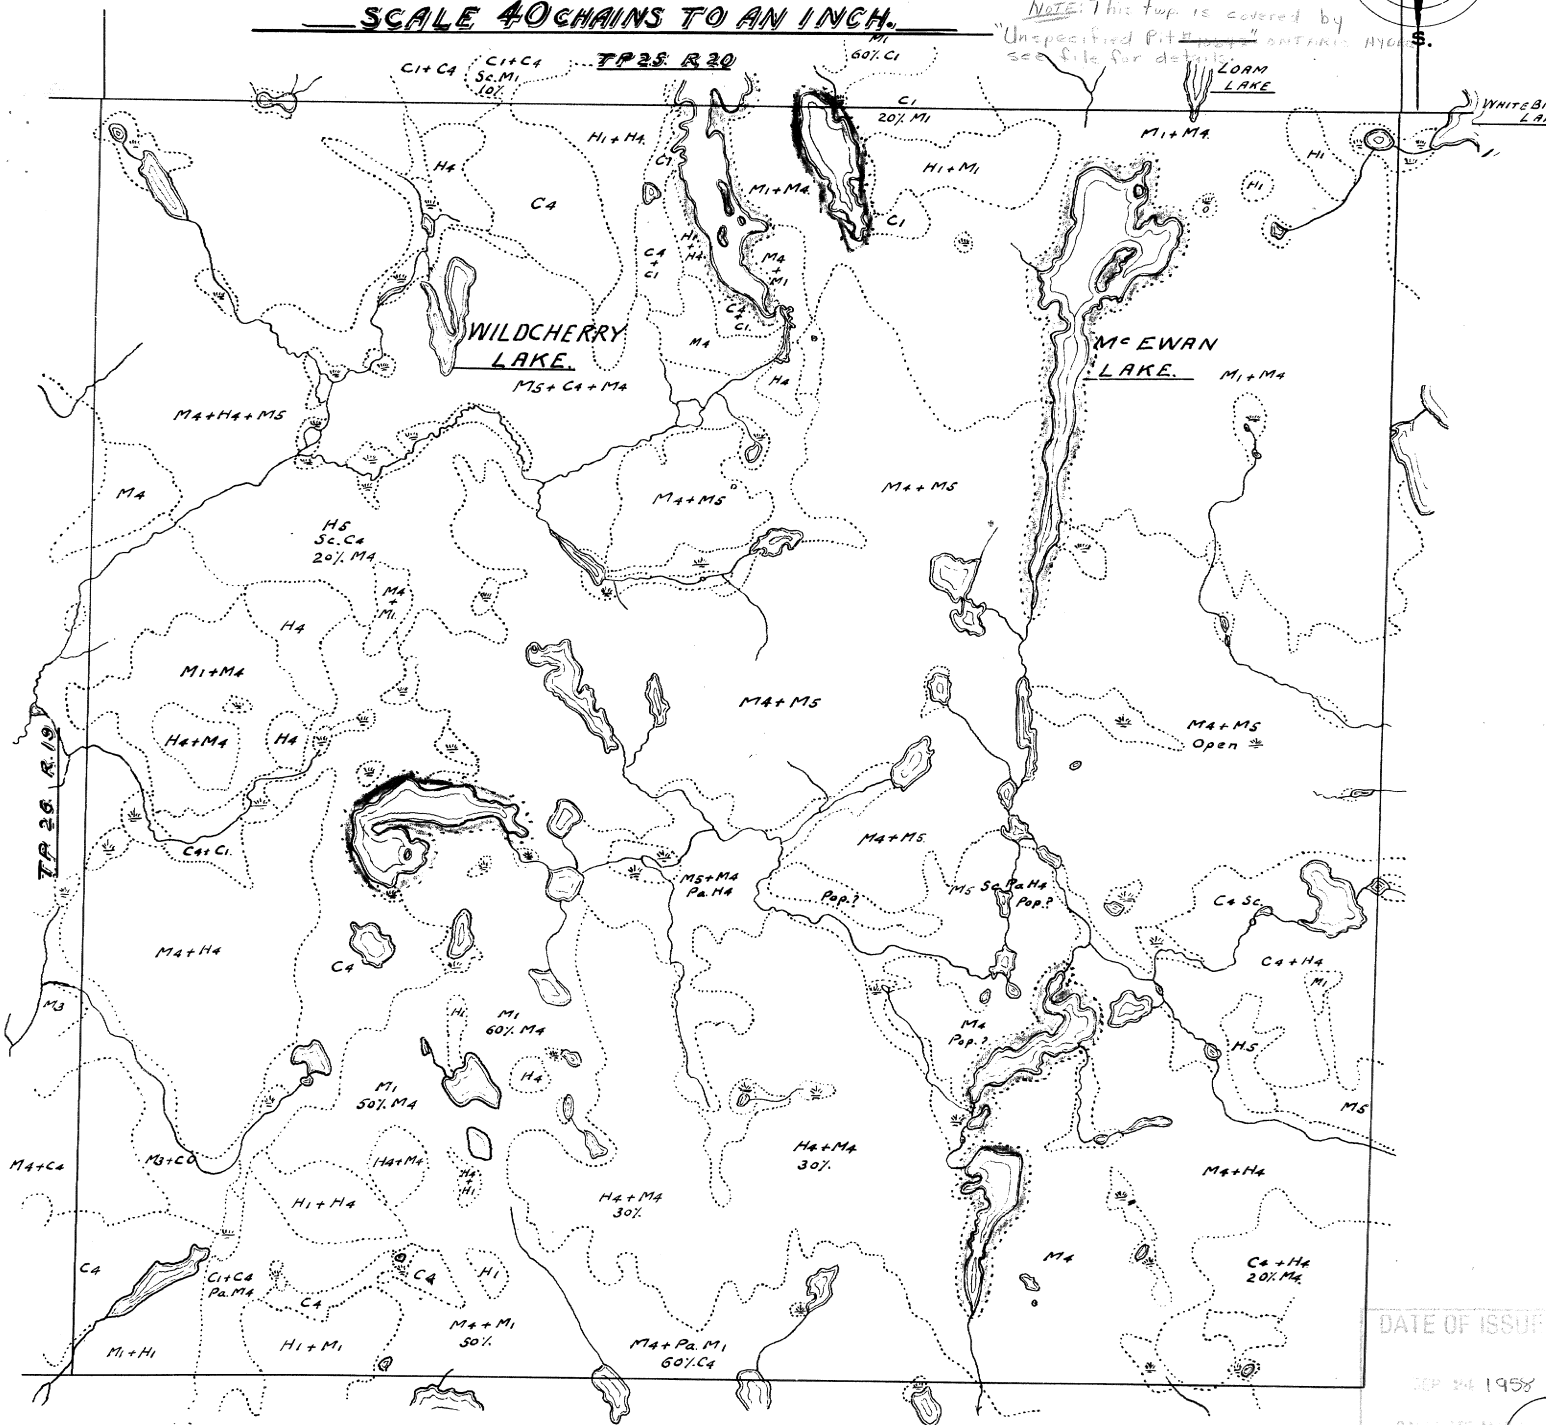 SCALE 40 CHAINS TO AN INCH.
NOTE: This twp is covered by
"Unspecified Pit ONTARIO HYDRO
see file for details
S.
TP 25 R 20
C1+C4
C1+C4
Sc. M1
10%
M1
60% C1
LOAM
LAKE
C1
20% M1
M1+M4
H1+H4
C1
H4
H1+M1
H1
H1
C4
M1+M4
C1
C4
+
C1
H1
+
H4
M4
+
M1
C4
+
C1
WILDCHERRY
LAKE.
M4
McEWAN
LAKE.
M5+C4+M4
H4
M1+M4
M4+H4+M5
M4
M4+M5
M4+M5
H5
Sc. C4
20% M4
M4
+
M1
H4
M1+M4
M4+M5
M4+M5
Open
H4+M4
H4
TP 26 R.19
C4+C1
M4+M5
M5+M4
Pa. H4
Pop.?
M5
Sc Pa H4
Pop.?
C4 Sc
M4+H4
C4
C4+H4
M1
M3
H1
M1
60% M4
M4
Pop.?
H5
H4
M1
50% M4
M5
M4+C4
M3+C0
H4+M4
H4
+
H1
H4+M4
30%
M4+H4
H1+H4
H4+M4
30%
C4
C1+C4
Pa. M4
C4
C4
H1
M4
C4+H4
20% M4
M1+H1
H1+M1
M4+M1
50%
M4+Pa. M1
60% C4
DATE OF ISSUE
1958